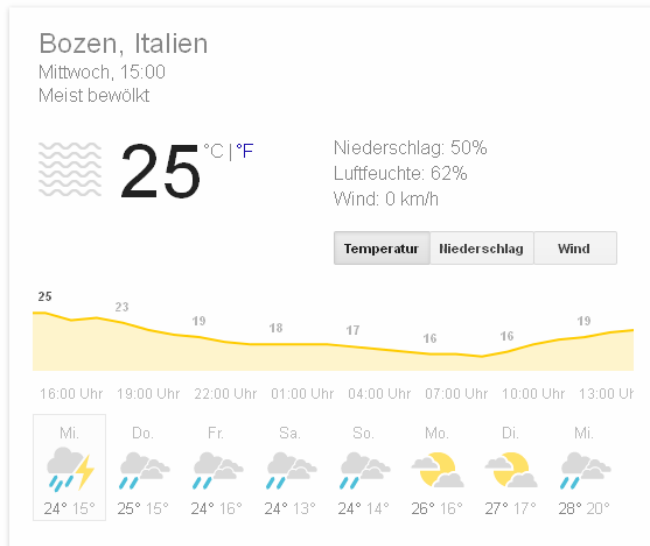 Bozen, Italien
Mittwoch, 15:00
Meist bewölkt
25 °C | °F
Niederschlag: 50%
Luftfeuchte: 62%
Wind: 0 km/h
Temperatur Niederschlag Wind
25 23 19 18 17 16 16 19
16:00 Uhr 19:00 Uhr 22:00 Uhr 01:00 Uhr 04:00 Uhr 07:00 Uhr 10:00 Uhr 13:00 Uh
Mi. Do. Fr. Sa. So. Mo. Di. Mi.
24° 15° 25° 15° 24° 16° 24° 13° 24° 14° 26° 16° 27° 17° 28° 20°